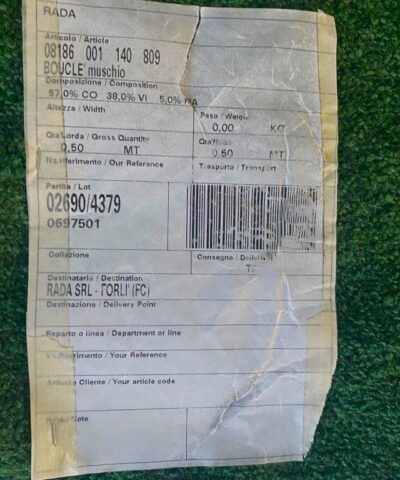 RADA
Articolo / Article
08186 001 140 809
BOUCLE' muschio
Composizione / Composition
57,0% CO 38,0% VI 5,0% PA
Altezza / Width
Peso / Weight
0,00 KG
Qta'Lorda / Gross Quantity
0,50 MT
0,50 MT
Ns.riferimento / Our Reference
Trasporto / Transport
Partita / Lot
02690/4379
0697501
Collezione
Consegna / Delivery
Destinatario / Destination
RADA SRL - FORLI' (FC)
Destinazione / Delivery Point
Reparto o linea / Department or line
Vs.riferimento / Your Reference
Articolo Cliente / Your article code
Note / Note